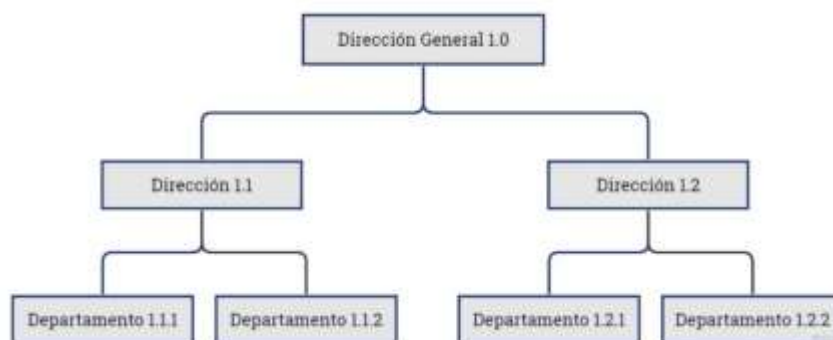 Dirección General 1.0
Dirección 1.1
Dirección 1.2
Departamento 1.1.1
Departamento 1.1.2
Departamento 1.2.1
Departamento 1.2.2